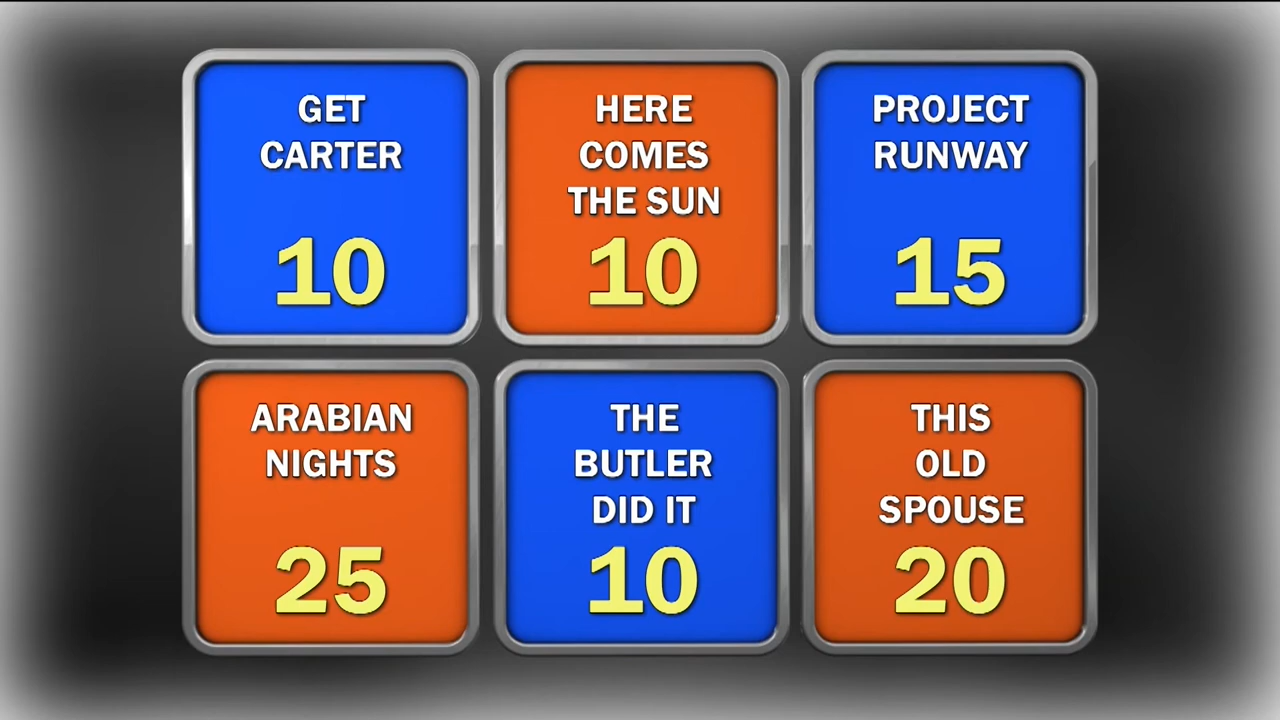 GET
CARTER
10
HERE
COMES
THE SUN
10
PROJECT
RUNWAY
15
ARABIAN
NIGHTS
25
THE
BUTLER
DID IT
10
THIS
OLD
SPOUSE
20